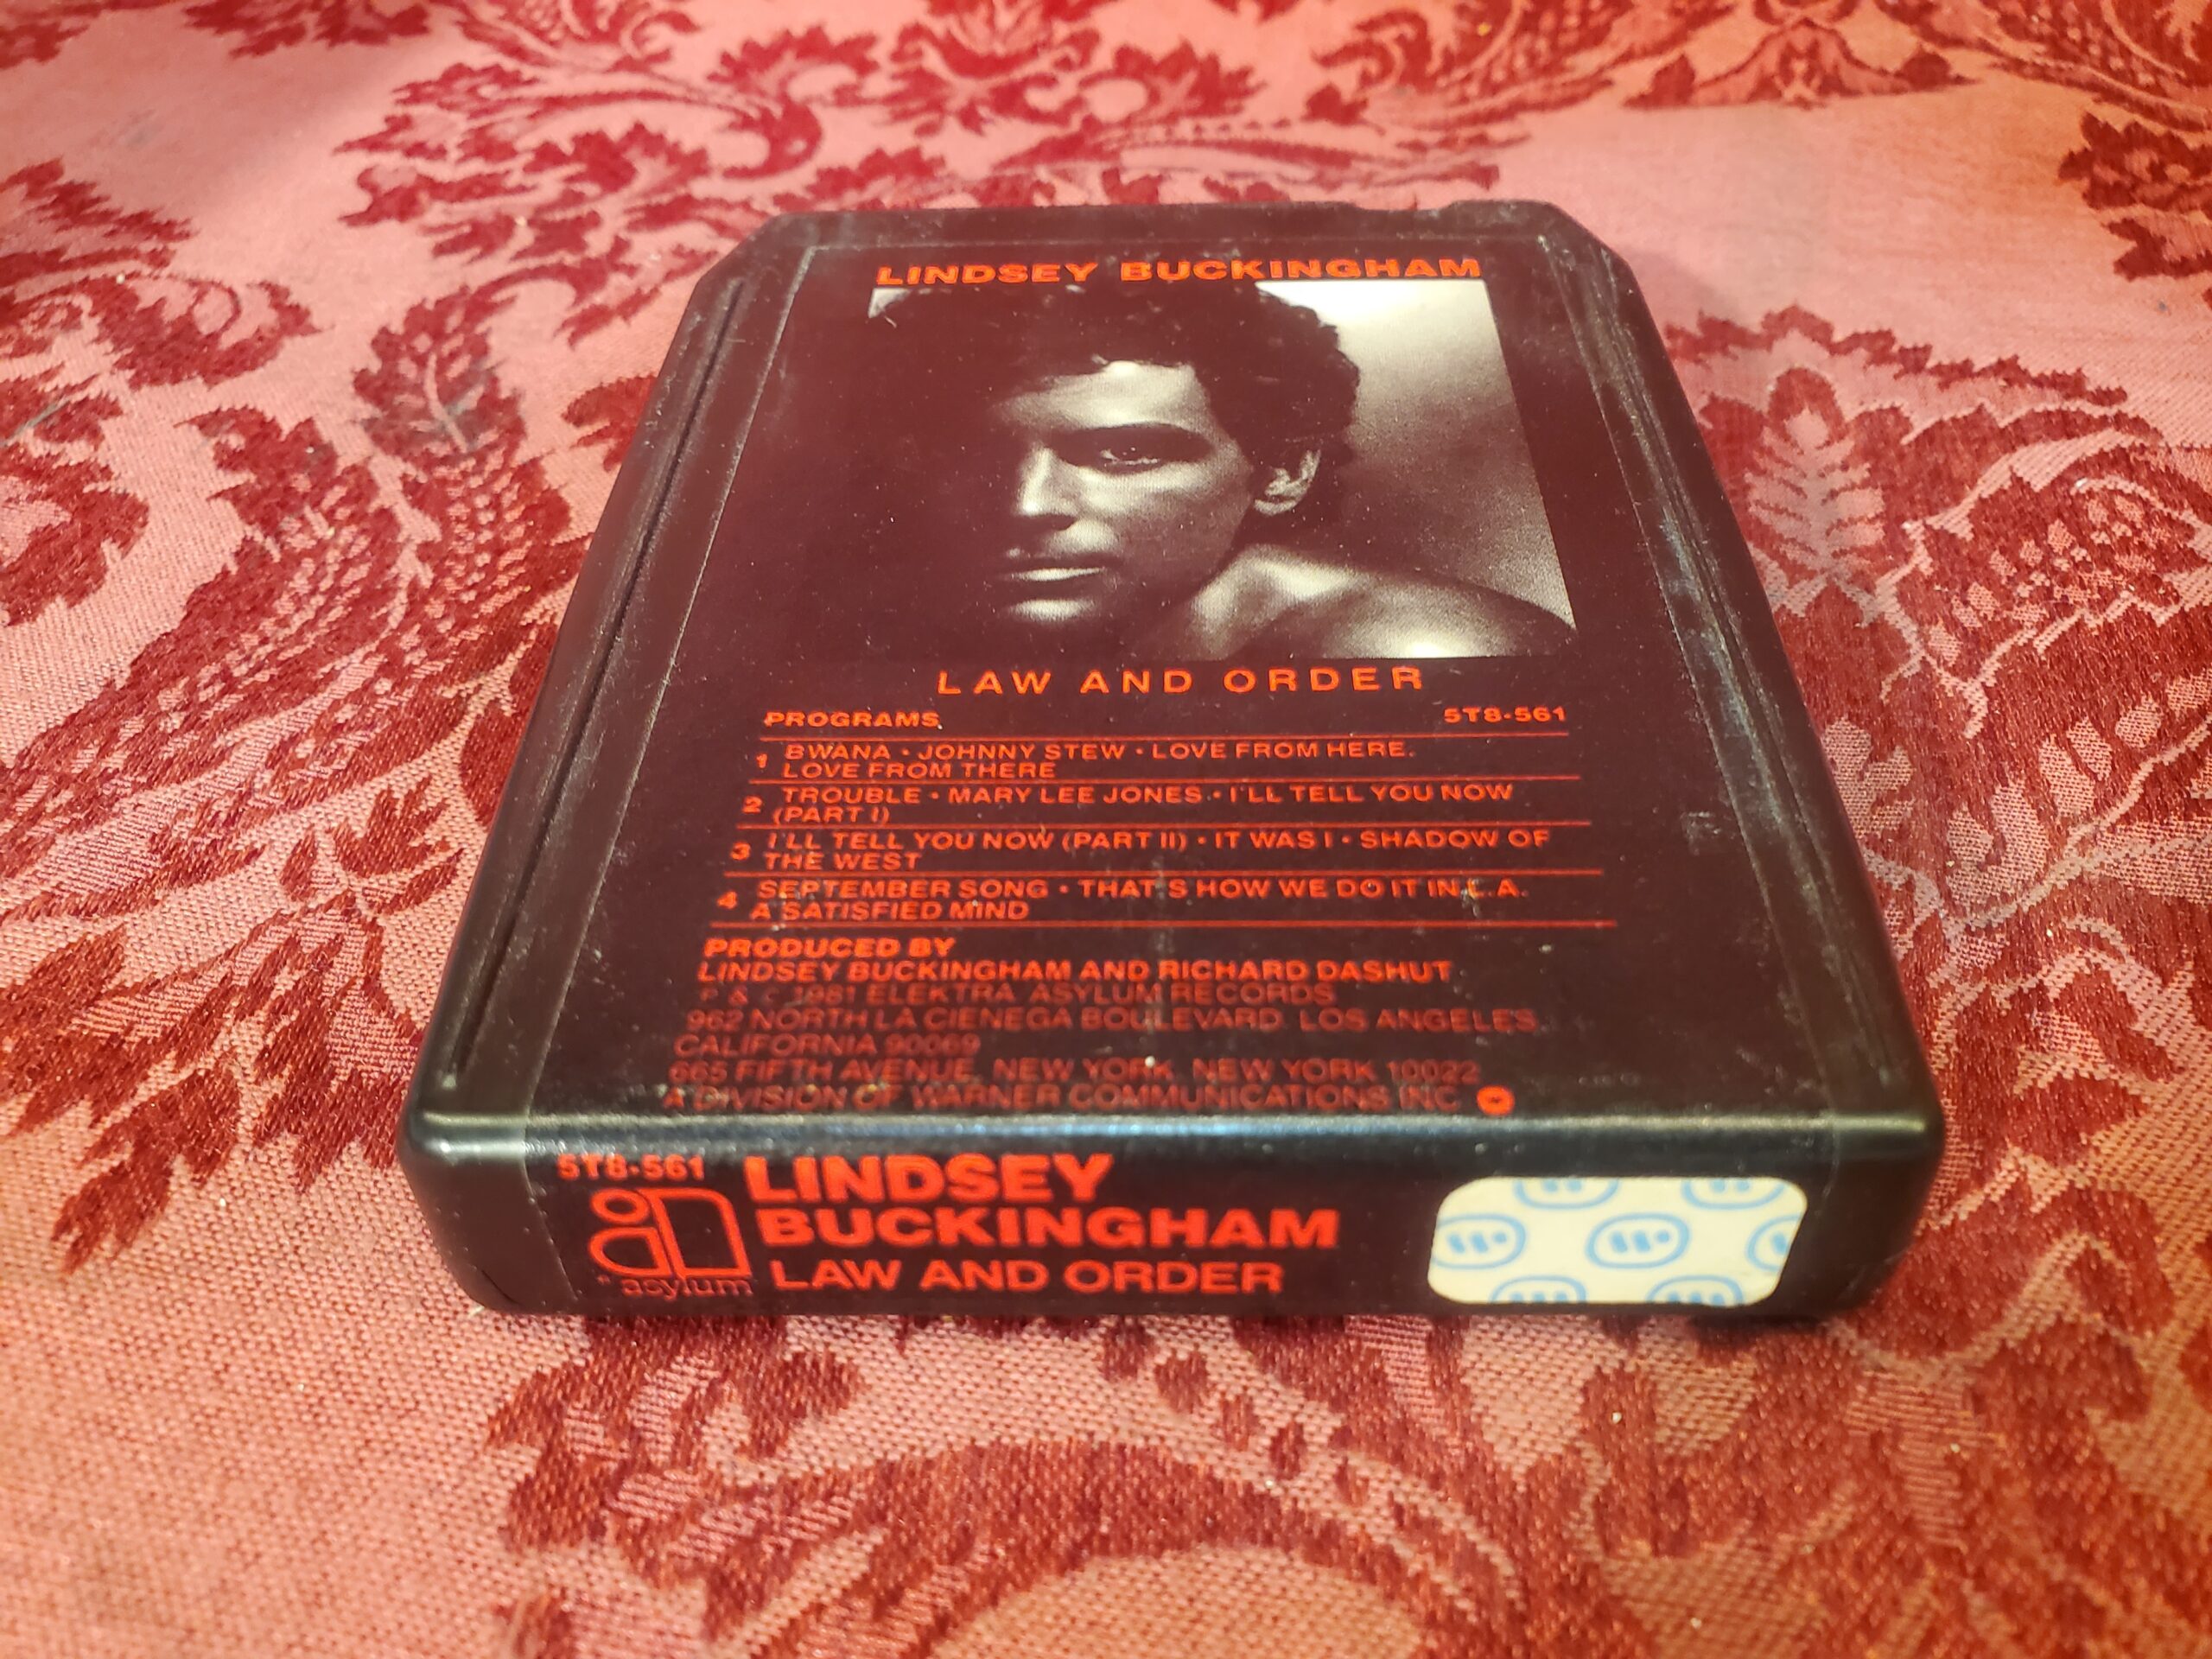 LINDSEY BUCKINGHAM
LAW AND ORDER
PROGRAMS 5T8-561
1 BWANA • JOHNNY STEW • LOVE FROM HERE.
LOVE FROM THERE
2 TROUBLE • MARY LEE JONES • I'LL TELL YOU NOW
(PART I)
3 I'LL TELL YOU NOW (PART II) • IT WAS I • SHADOW OF
THE WEST
4 SEPTEMBER SONG • THAT'S HOW WE DO IT IN L.A.
A SATISFIED MIND
PRODUCED BY
LINDSEY BUCKINGHAM AND RICHARD DASHUT
P & C 1981 ELEKTRA ASYLUM RECORDS
962 NORTH LA CIENEGA BOULEVARD LOS ANGELES
CALIFORNIA 90069
665 FIFTH AVENUE, NEW YORK, NEW YORK 10022
A DIVISION OF WARNER COMMUNICATIONS INC
5T8-561
asylum
LINDSEY
BUCKINGHAM
LAW AND ORDER